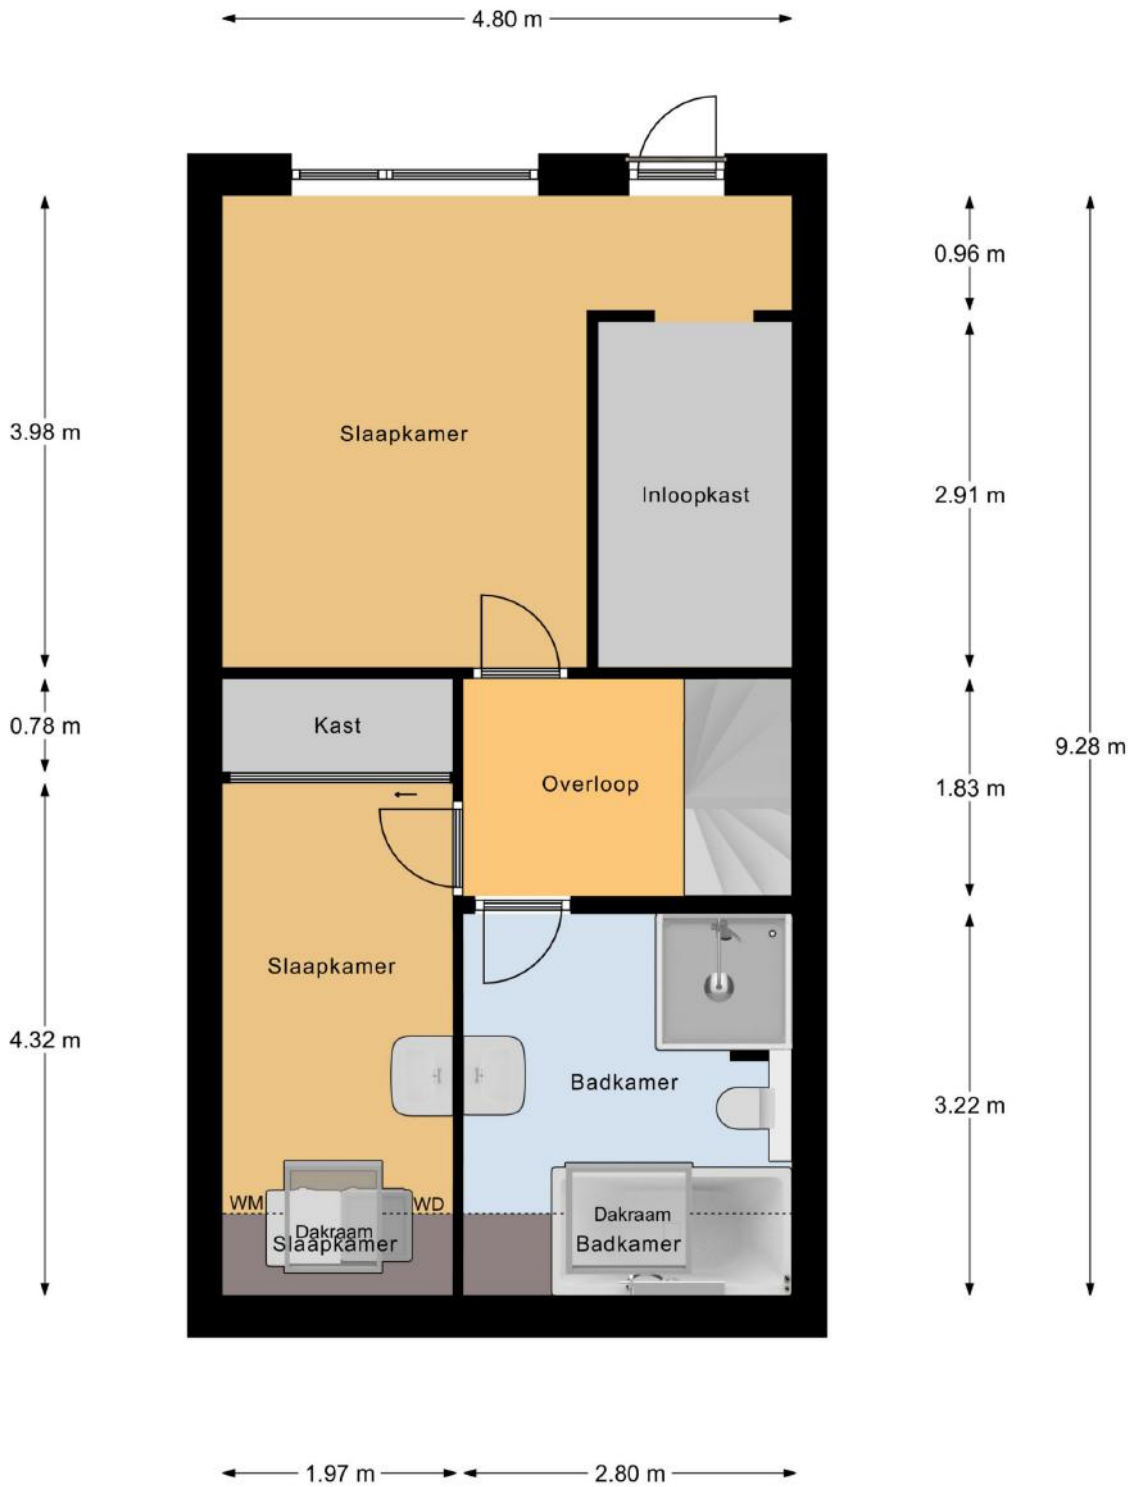 4.80 m
0.96 m
3.98 m
Slaapkamer
Inloopkast
2.91 m
0.78 m
Kast
9.28 m
Overloop
1.83 m
Slaapkamer
4.32 m
Badkamer
3.22 m
WM
WD
Dakraam
Slaapkamer
Dakraam
Badkamer
1.97 m
2.80 m